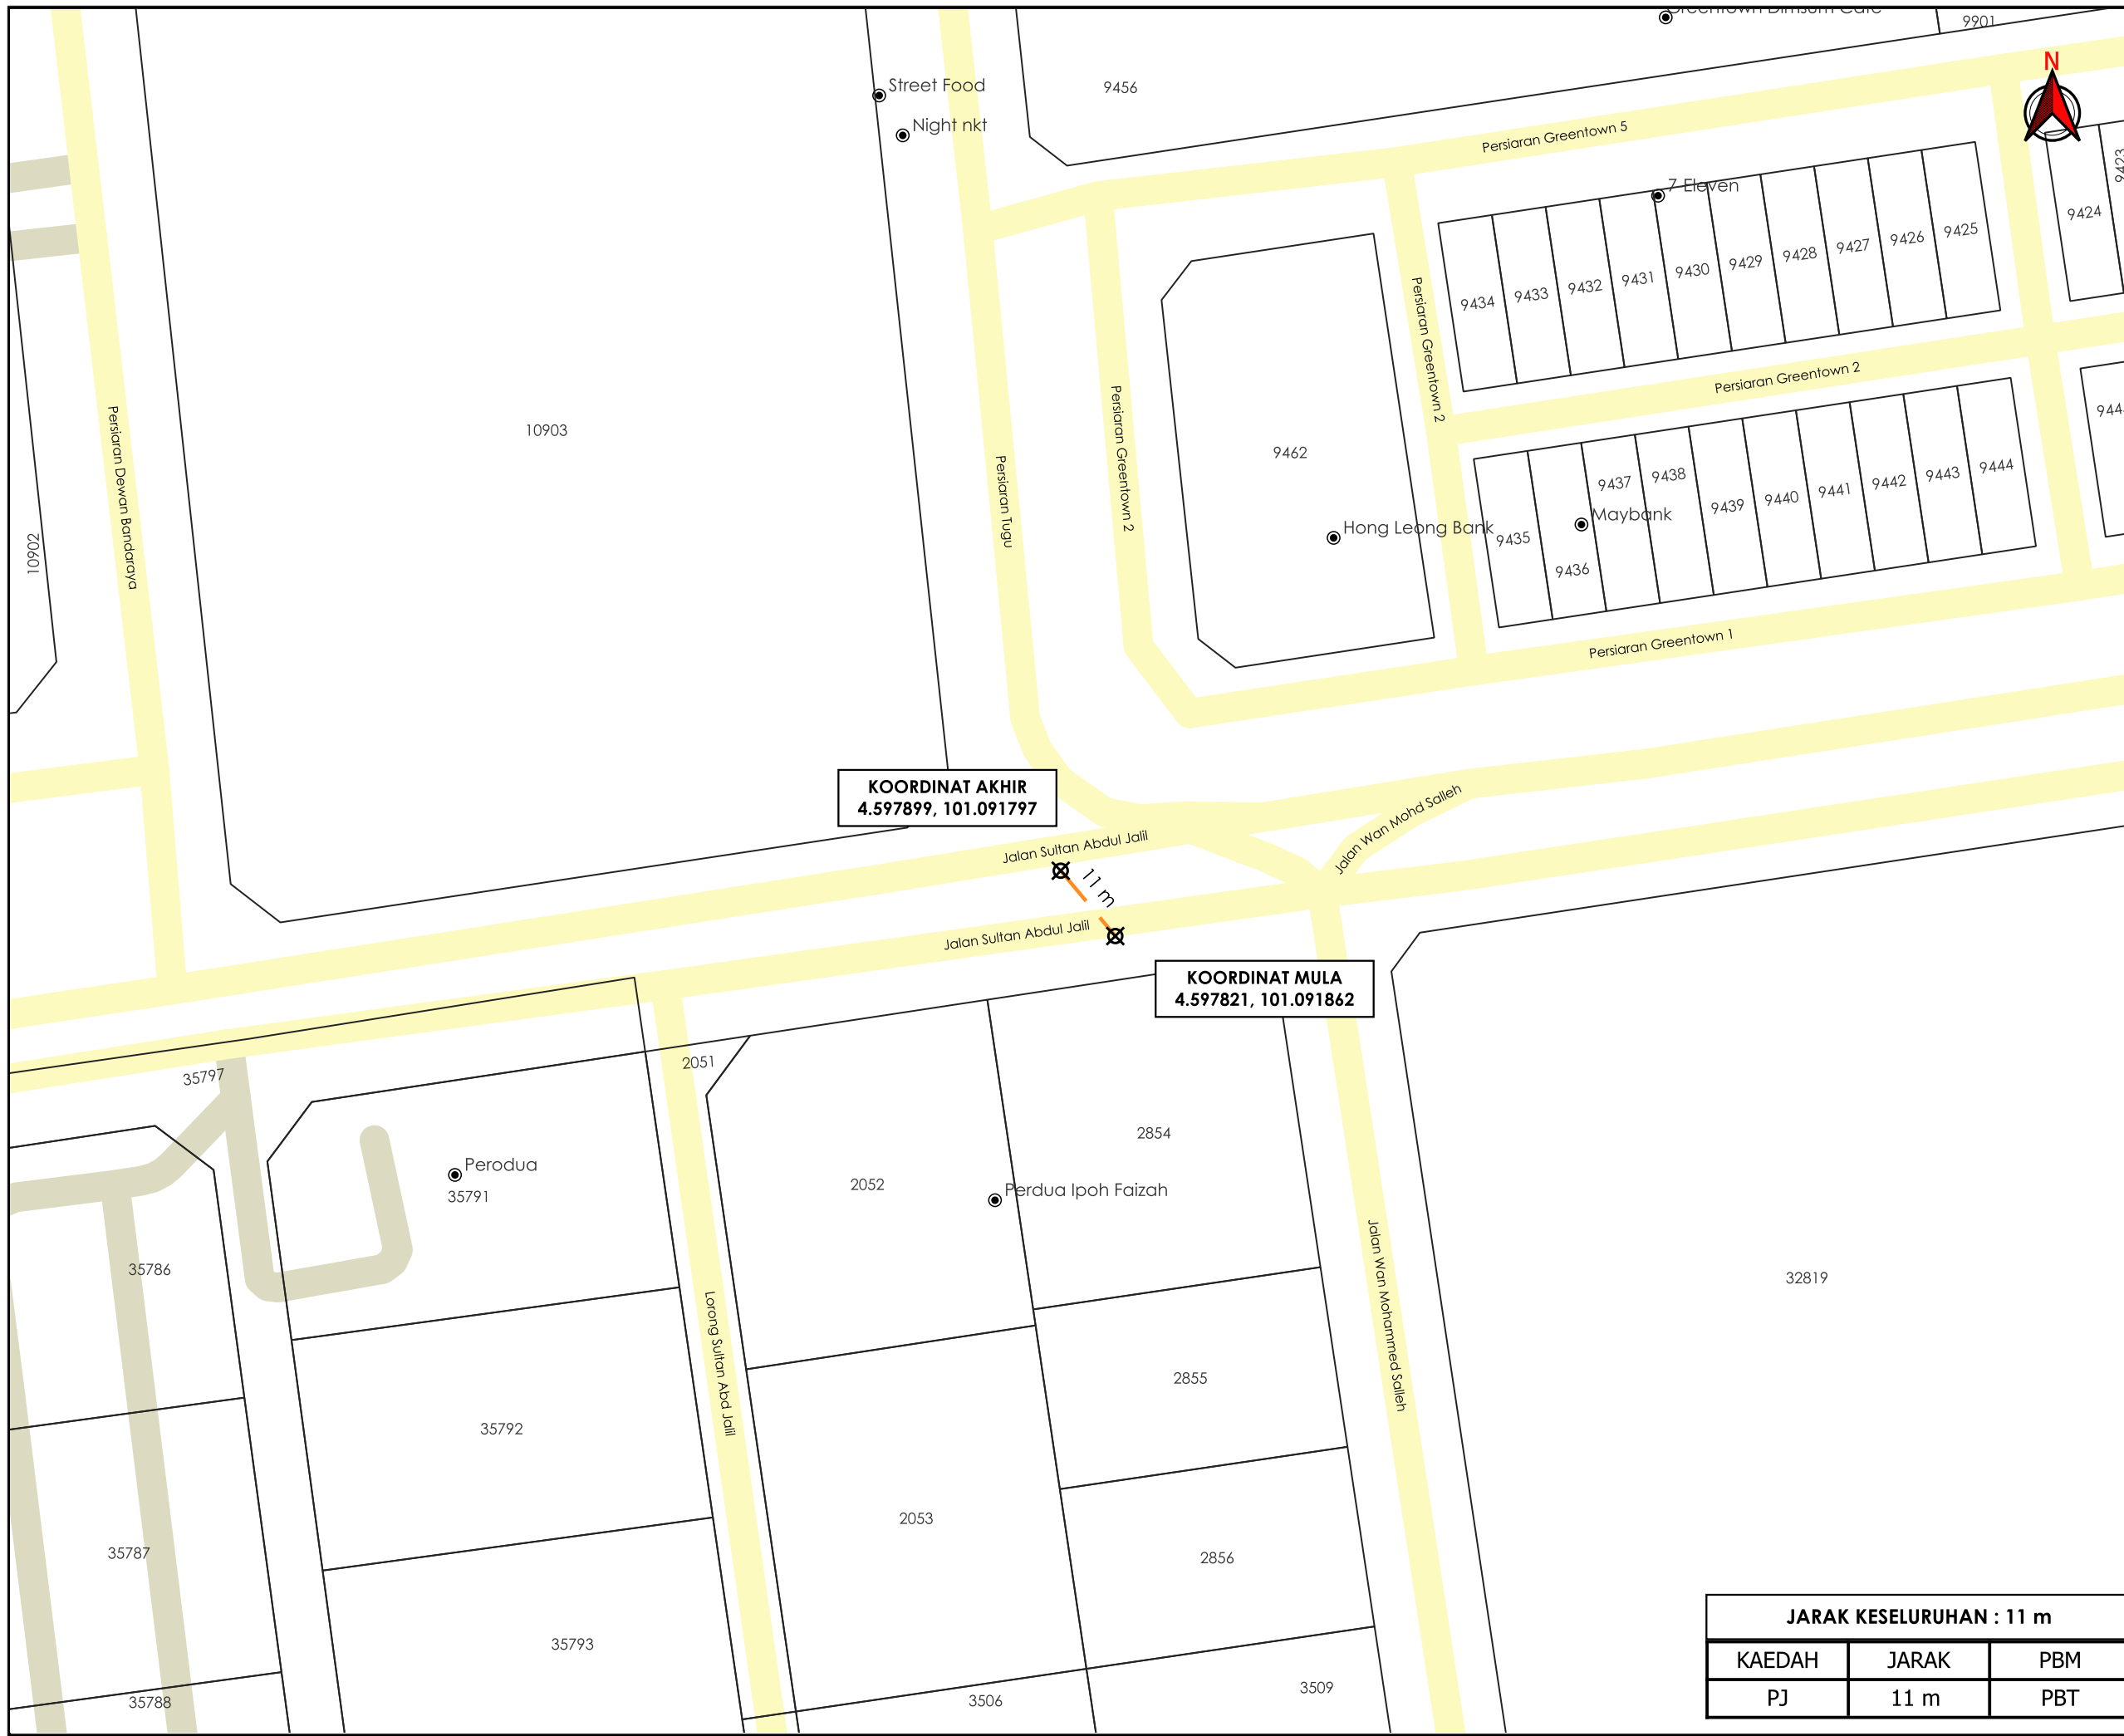 Greentown Dimsum Cafe
9901
N
Street Food
9456
Night nkt
Persiaran Greentown 5
9423
7-Eleven
9424
9434
9433
9432
9431
9430
9429
9428
9427
9426
9425
Persiaran Greentown 2
Persiaran Greentown 2
Persiaran Greentown 2
Persiaran Dewan Bandaraya
10903
Persiaran Tugu
9462
10902
Hong Leong Bank
Maybank
9435
9436
9437
9438
9439
9440
9441
9442
9443
9444
Persiaran Greentown 1
KOORDINAT AKHIR
4.597899, 101.091797
Jalan Wan Mohd Salleh
Jalan Sultan Abdul Jalil
11 m
Jalan Sultan Abdul Jalil
KOORDINAT MULA
4.597821, 101.091862
35797
2051
2854
Perodua
35791
2052
Perdua Ipoh Faizah
35786
32819
Lorong Sultan Abd Jalil
Jalan Wan Mohammed Salleh
2855
35792
2053
35787
2856
35793
35788
3506
3509
JARAK KESELURUHAN : 11 m
KAEDAH JARAK PBM
PJ 11 m PBT